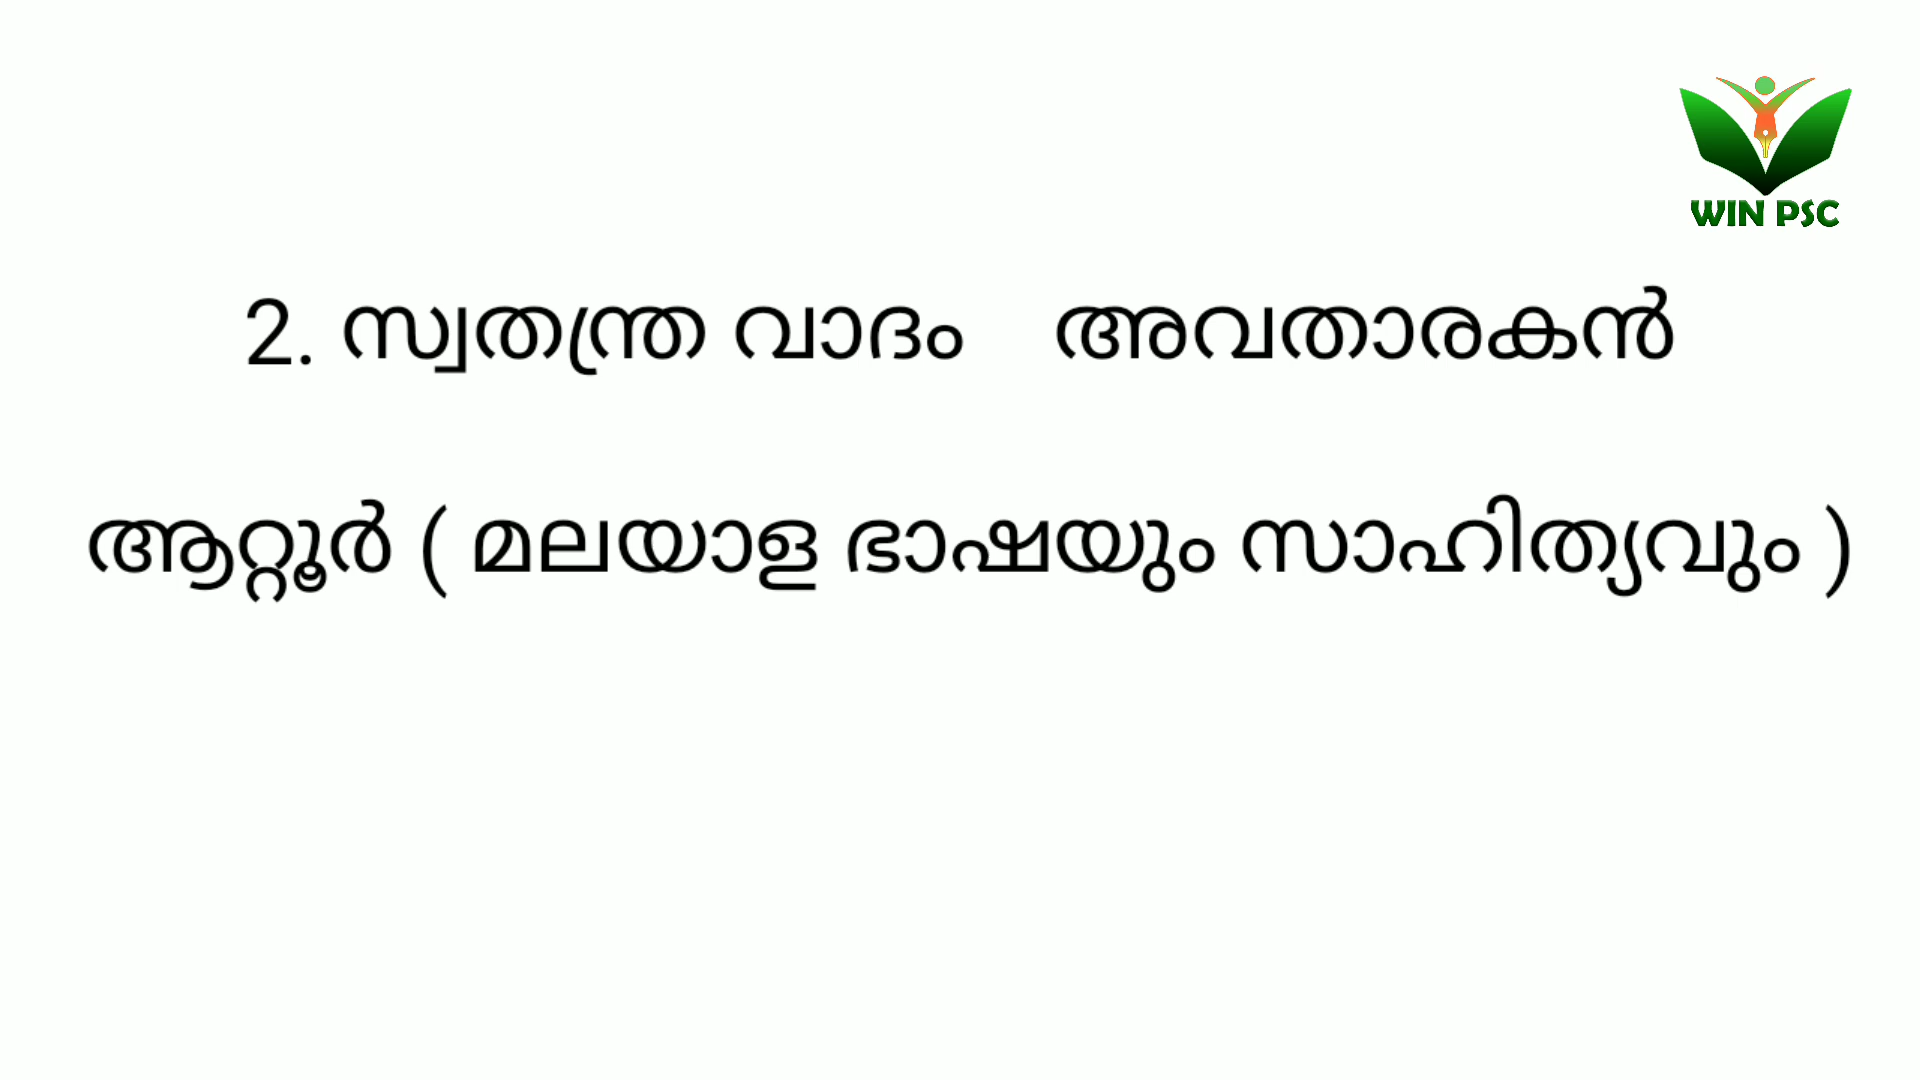 WIN PSC
2. സ്വതന്ത്ര വാദം അവതാരകൻ
ആറ്റൂർ ( മലയാള ഭാഷയും സാഹിത്യവും )